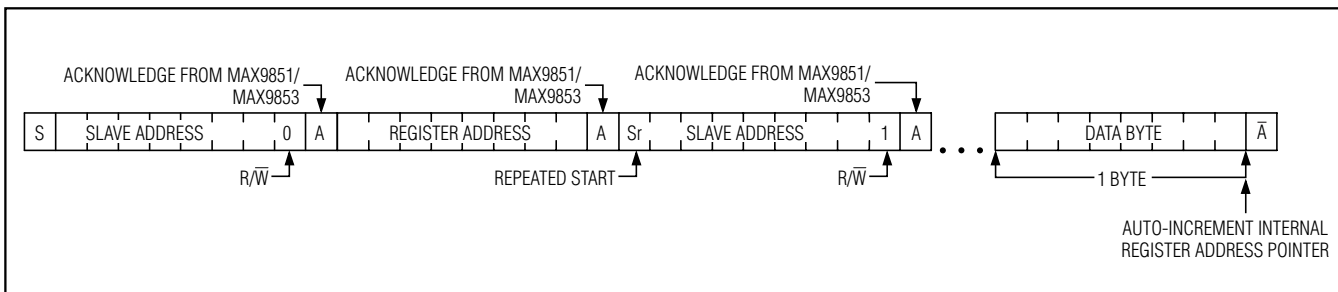 ACKNOWLEDGE FROM MAX9851/
MAX9853
ACKNOWLEDGE FROM MAX9851/
MAX9853
ACKNOWLEDGE FROM MAX9851/
MAX9853
S SLAVE ADDRESS 0 A REGISTER ADDRESS A Sr SLAVE ADDRESS 1 A ... DATA BYTE A̅
R/W̅ REPEATED START R/W̅ 1 BYTE
AUTO-INCREMENT INTERNAL
REGISTER ADDRESS POINTER